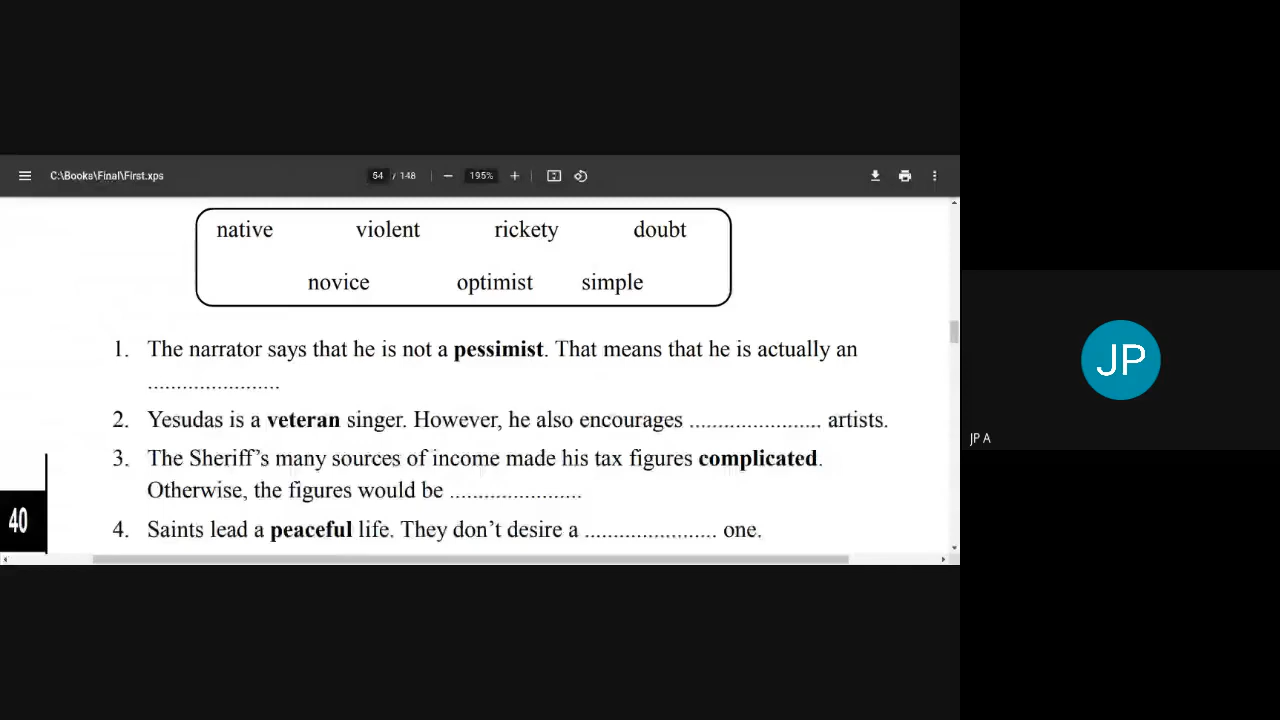 C:\Books\Final\First.xps
54 / 148
195%
native violent rickety doubt
novice optimist simple
1. The narrator says that he is not a pessimist. That means that he is actually an
.......................
2. Yesudas is a veteran singer. However, he also encourages ....................... artists.
3. The Sheriff's many sources of income made his tax figures complicated.
Otherwise, the figures would be .......................
4. Saints lead a peaceful life. They don't desire a ....................... one.
40
JP
JP A